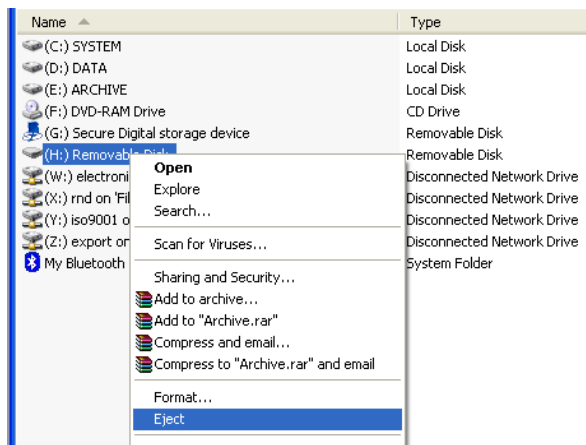 Name Type
(C:) SYSTEM Local Disk
(D:) DATA Local Disk
(E:) ARCHIVE Local Disk
(F:) DVD-RAM Drive CD Drive
(G:) Secure Digital storage device Removable Disk
(H:) Removable Disk Removable Disk
(W:) electroni Disconnected Network Drive
(X:) rnd on 'Fil Disconnected Network Drive
(Y:) iso9001 o Disconnected Network Drive
(Z:) export on Disconnected Network Drive
My Bluetooth System Folder
Open
Explore
Search...
Scan for Viruses...
Sharing and Security...
Add to archive...
Add to "Archive.rar"
Compress and email...
Compress to "Archive.rar" and email
Format...
Eject